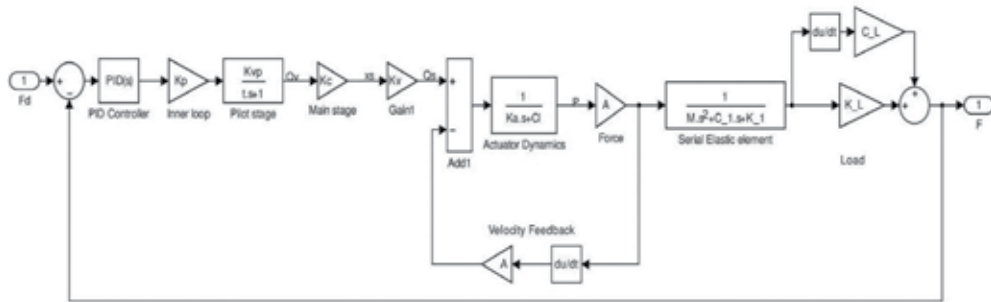 1
Fd
+
−
PID(s)
PID Controller
Kp
Inner loop
Kvp
t.s+1
Pilot stage
Qv
Kc
Main stage
xs
Kv
Gain1
Qs
+
−
Add1
1
Ka.s+Cl
Actuator Dynamics
P
A
Force
1
M.s²+C_1.s+K_1
Serial Elastic element
du/dt
C_L
K_L
Load
+
+
1
F
Velocity Feedback
A
du/dt